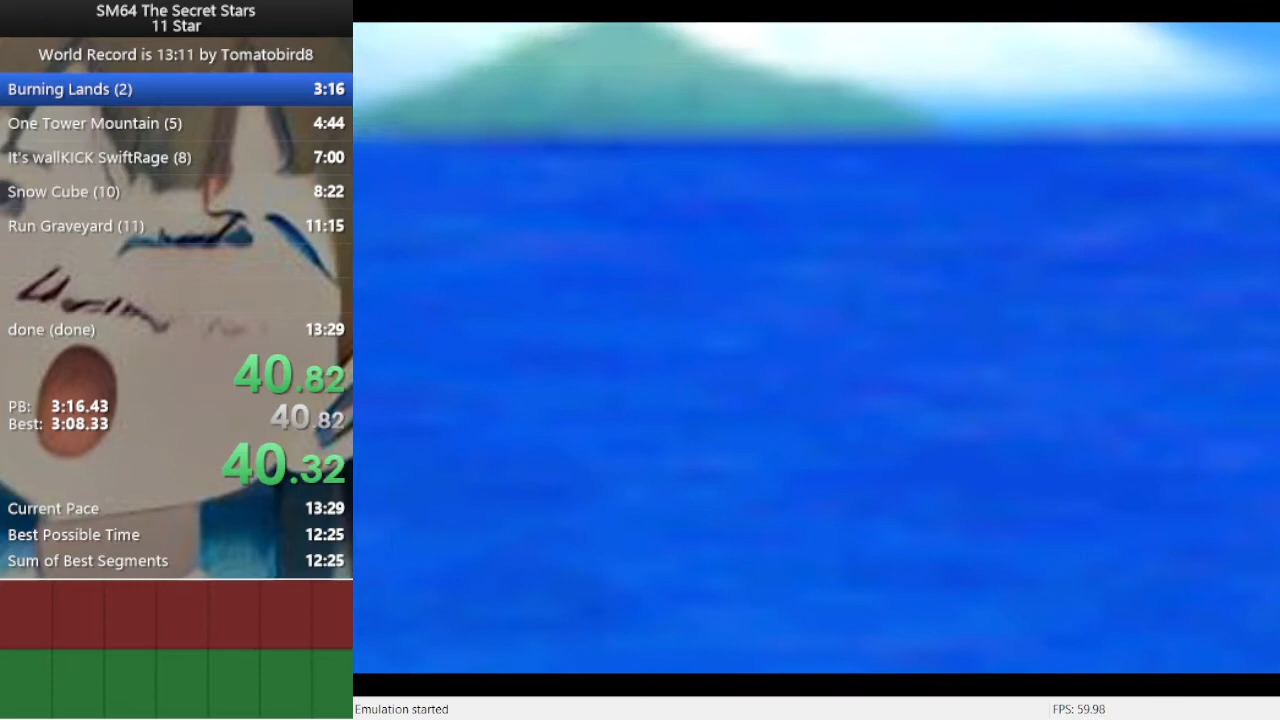 SM64 The Secret Stars
11 Star
World Record is 13:11 by Tomatobird8
Burning Lands (2) 3:16
One Tower Mountain (5) 4:44
It's wallKICK SwiftRage (8) 7:00
Snow Cube (10) 8:22
Run Graveyard (11) 11:15
done (done) 13:29
40.82
PB: 3:16.43
Best: 3:08.33
40.82
40.32
Current Pace 13:29
Best Possible Time 12:25
Sum of Best Segments 12:25
Emulation started FPS: 59.98